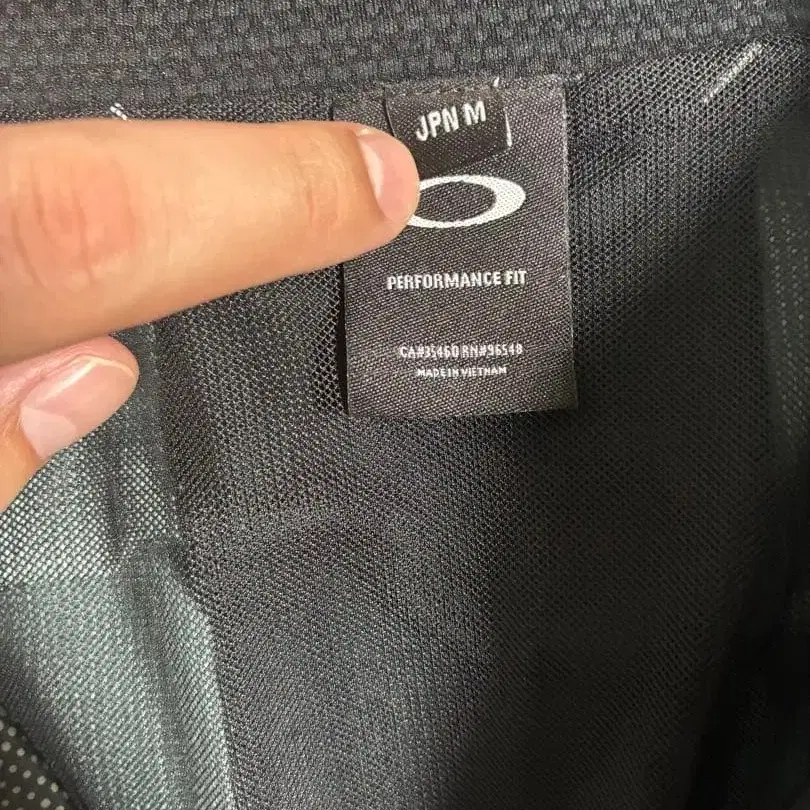 JPN M
PERFORMANCE FIT
CA#35460 RN#96548
MADE IN VIETNAM